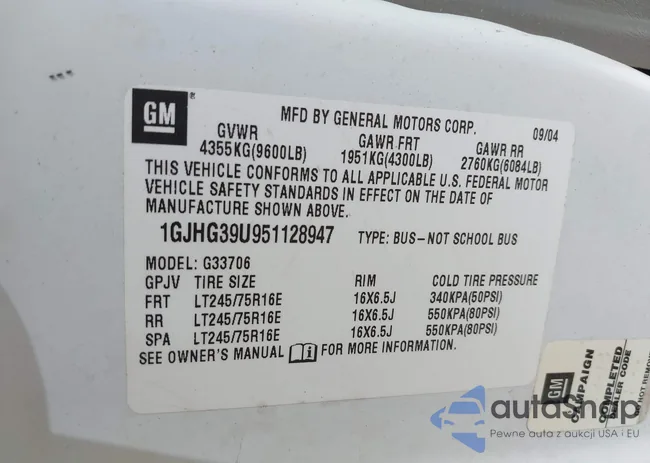 GM
MFD BY GENERAL MOTORS CORP. 09/04
GVWR GAWR FRT GAWR RR
4355KG(9600LB) 1951KG(4300LB) 2760KG(6084LB)
THIS VEHICLE CONFORMS TO ALL APPLICABLE U.S. FEDERAL MOTOR
VEHICLE SAFETY STANDARDS IN EFFECT ON THE DATE OF
MANUFACTURE SHOWN ABOVE.
1GJHG39U951128947 TYPE: BUS-NOT SCHOOL BUS
MODEL: G33706
GPJV TIRE SIZE RIM COLD TIRE PRESSURE
FRT LT245/75R16E 16X6.5J 340KPA(50PSI)
RR LT245/75R16E 16X6.5J 550KPA(80PSI)
SPA LT245/75R16E 16X6.5J 550KPA(80PSI)
SEE OWNER'S MANUAL FOR MORE INFORMATION.
GM
CAMPAIGN
COMPLETED
DEALER CODE
NOT REMOVE
autashop
Pewne auta z aukcji USA i EU